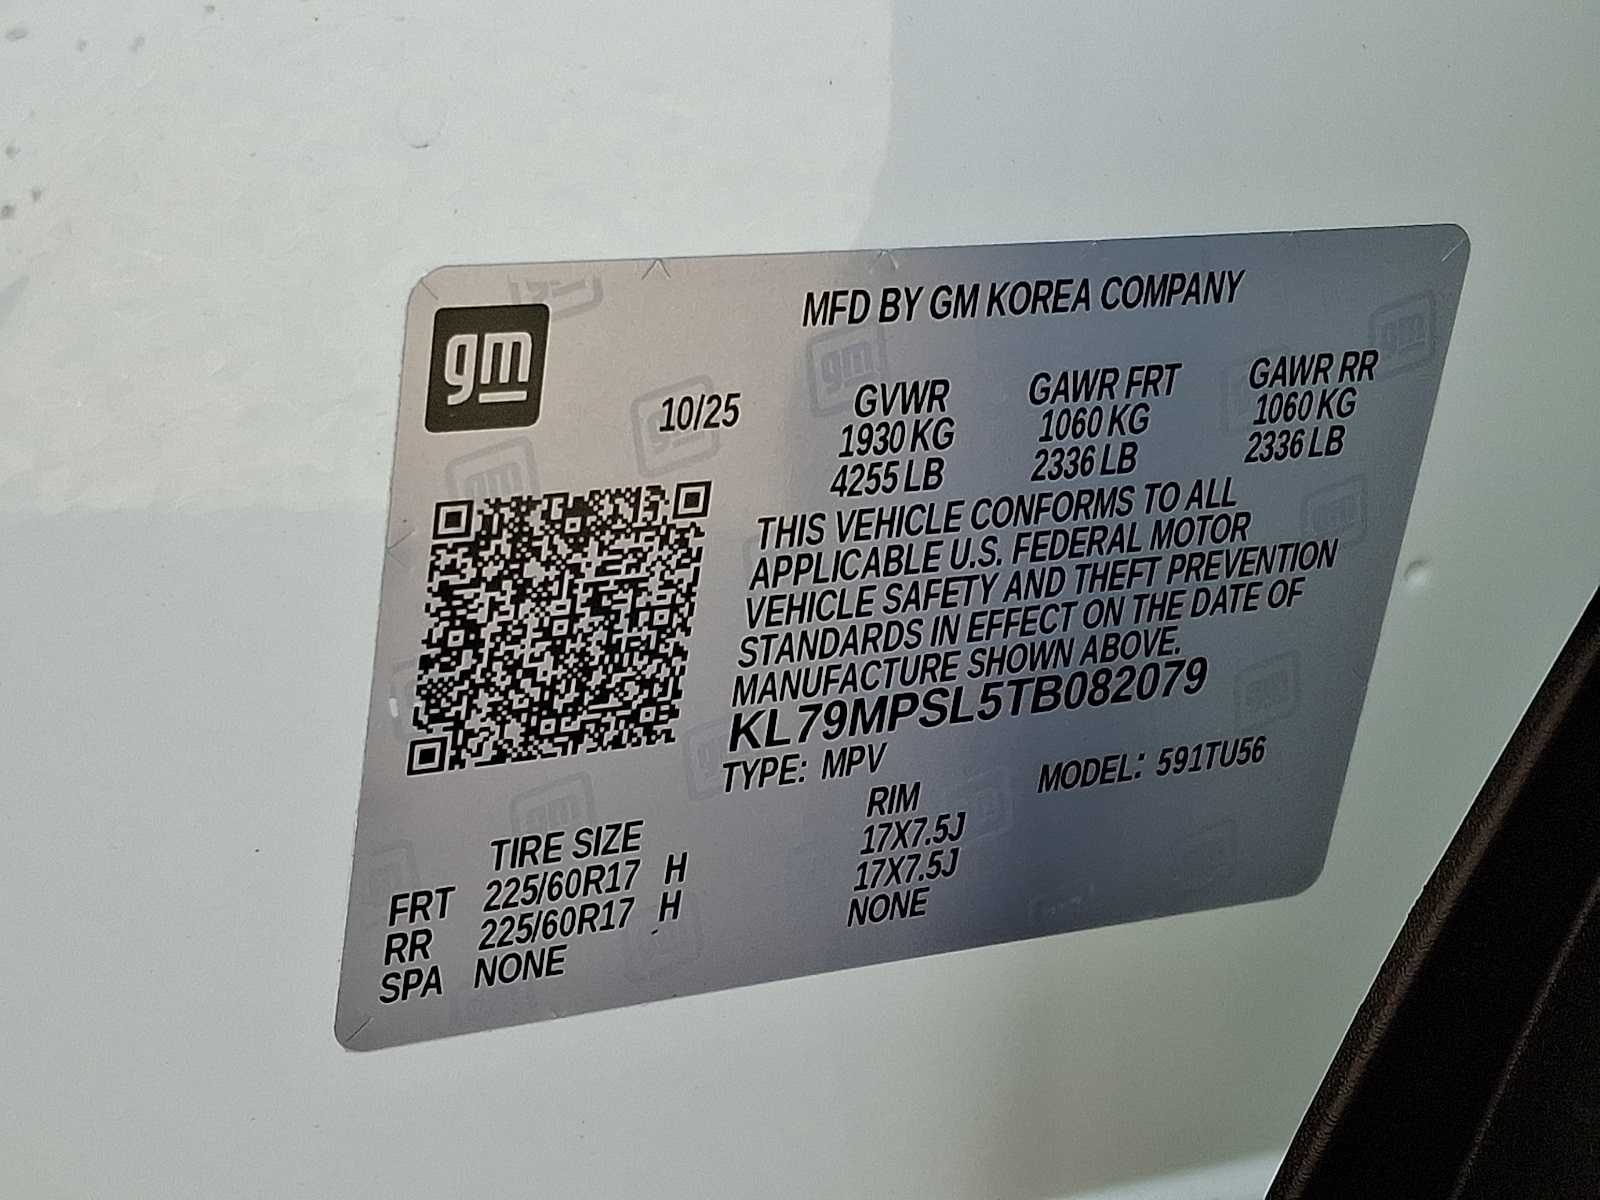 gm
MFD BY GM KOREA COMPANY
10/25
GVWR GAWR FRT GAWR RR
1930 KG 1060 KG 1060 KG
4255 LB 2336 LB 2336 LB
THIS VEHICLE CONFORMS TO ALL
APPLICABLE U.S. FEDERAL MOTOR
VEHICLE SAFETY AND THEFT PREVENTION
STANDARDS IN EFFECT ON THE DATE OF
MANUFACTURE SHOWN ABOVE.
KL79MPSL5TB082079
TYPE: MPV MODEL: 591TU56
TIRE SIZE RIM
FRT 225/60R17 H 17X7.5J
RR 225/60R17 H 17X7.5J
SPA NONE NONE